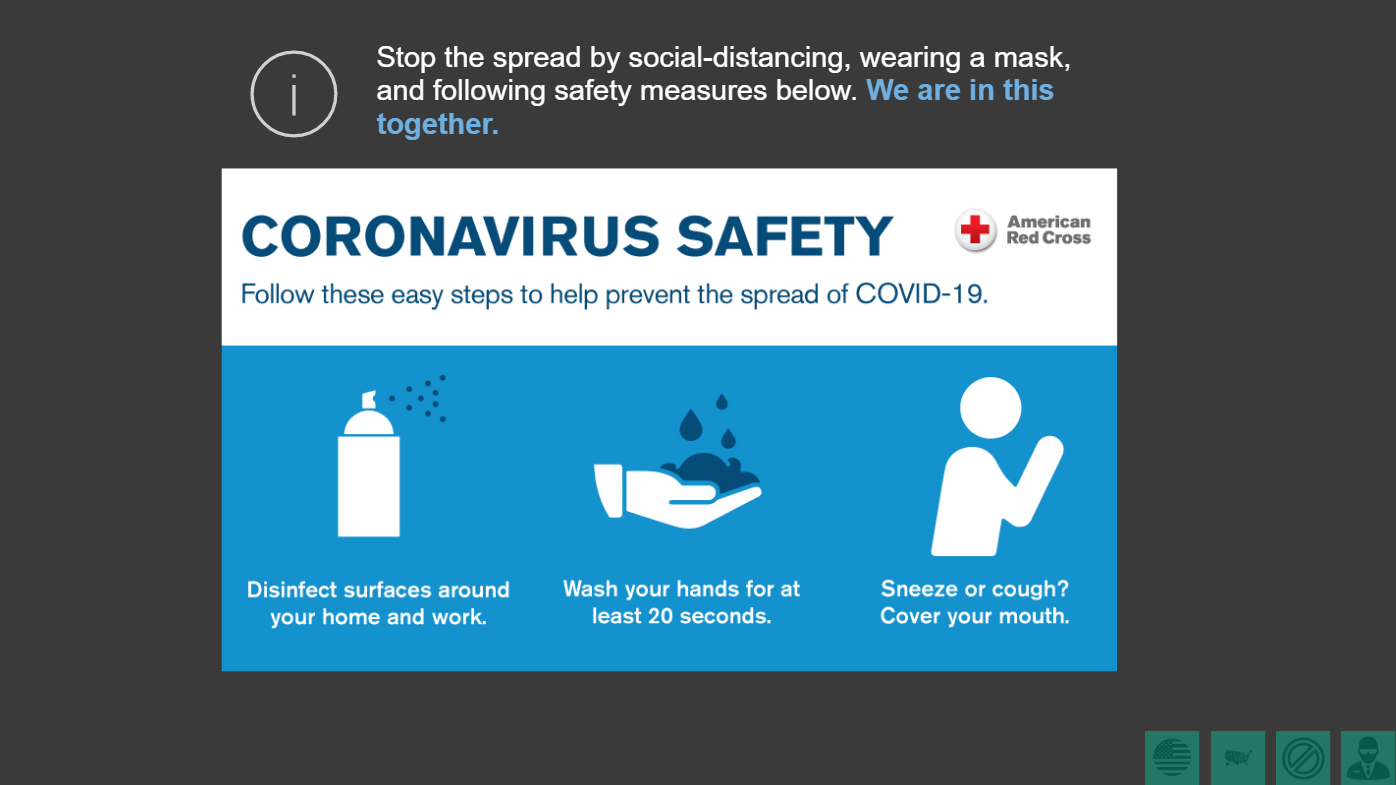 Stop the spread by social-distancing, wearing a mask,
and following safety measures below. We are in this
together.
CORONAVIRUS SAFETY
American
Red Cross
Follow these easy steps to help prevent the spread of COVID-19.
Disinfect surfaces around
your home and work.
Wash your hands for at
least 20 seconds.
Sneeze or cough?
Cover your mouth.